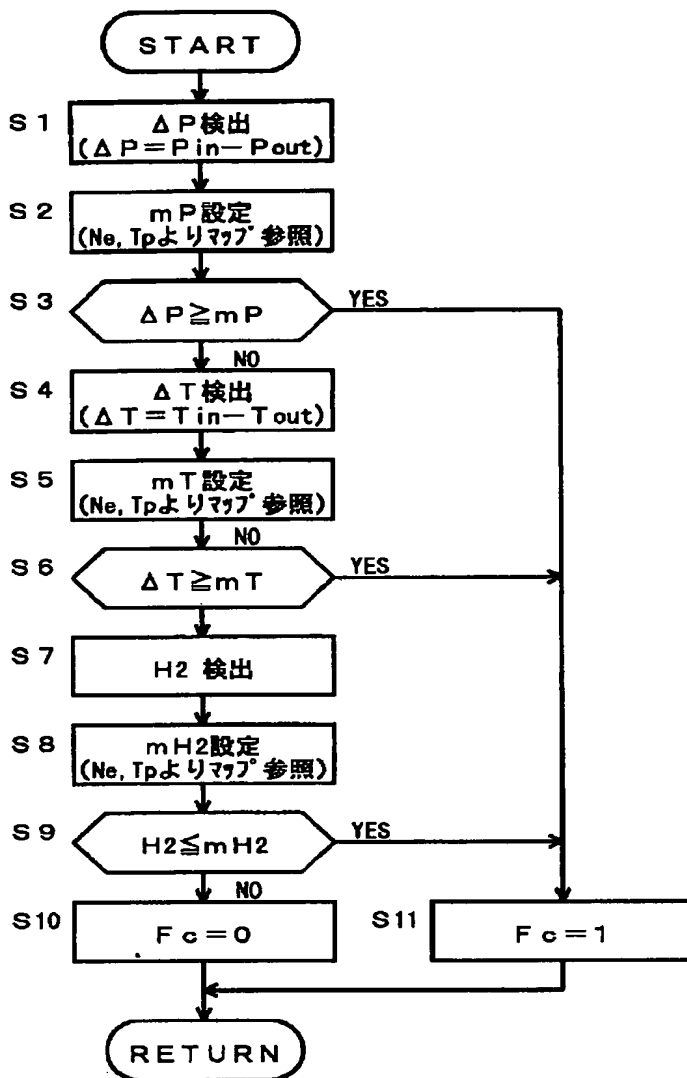 START
S1
ΔP検出
(ΔP=Pin-Pout)
S2
mP設定
(Ne,Tpよりマップ参照)
S3
ΔP≧mP
YES
NO
S4
ΔT検出
(ΔT=Tin-Tout)
S5
mT設定
(Ne,Tpよりマップ参照)
NO
S6
ΔT≧mT
YES
S7
H2 検出
S8
mH2設定
(Ne,Tpよりマップ参照)
S9
H2≦mH2
YES
NO
S10
Fc=0
S11
Fc=1
RETURN